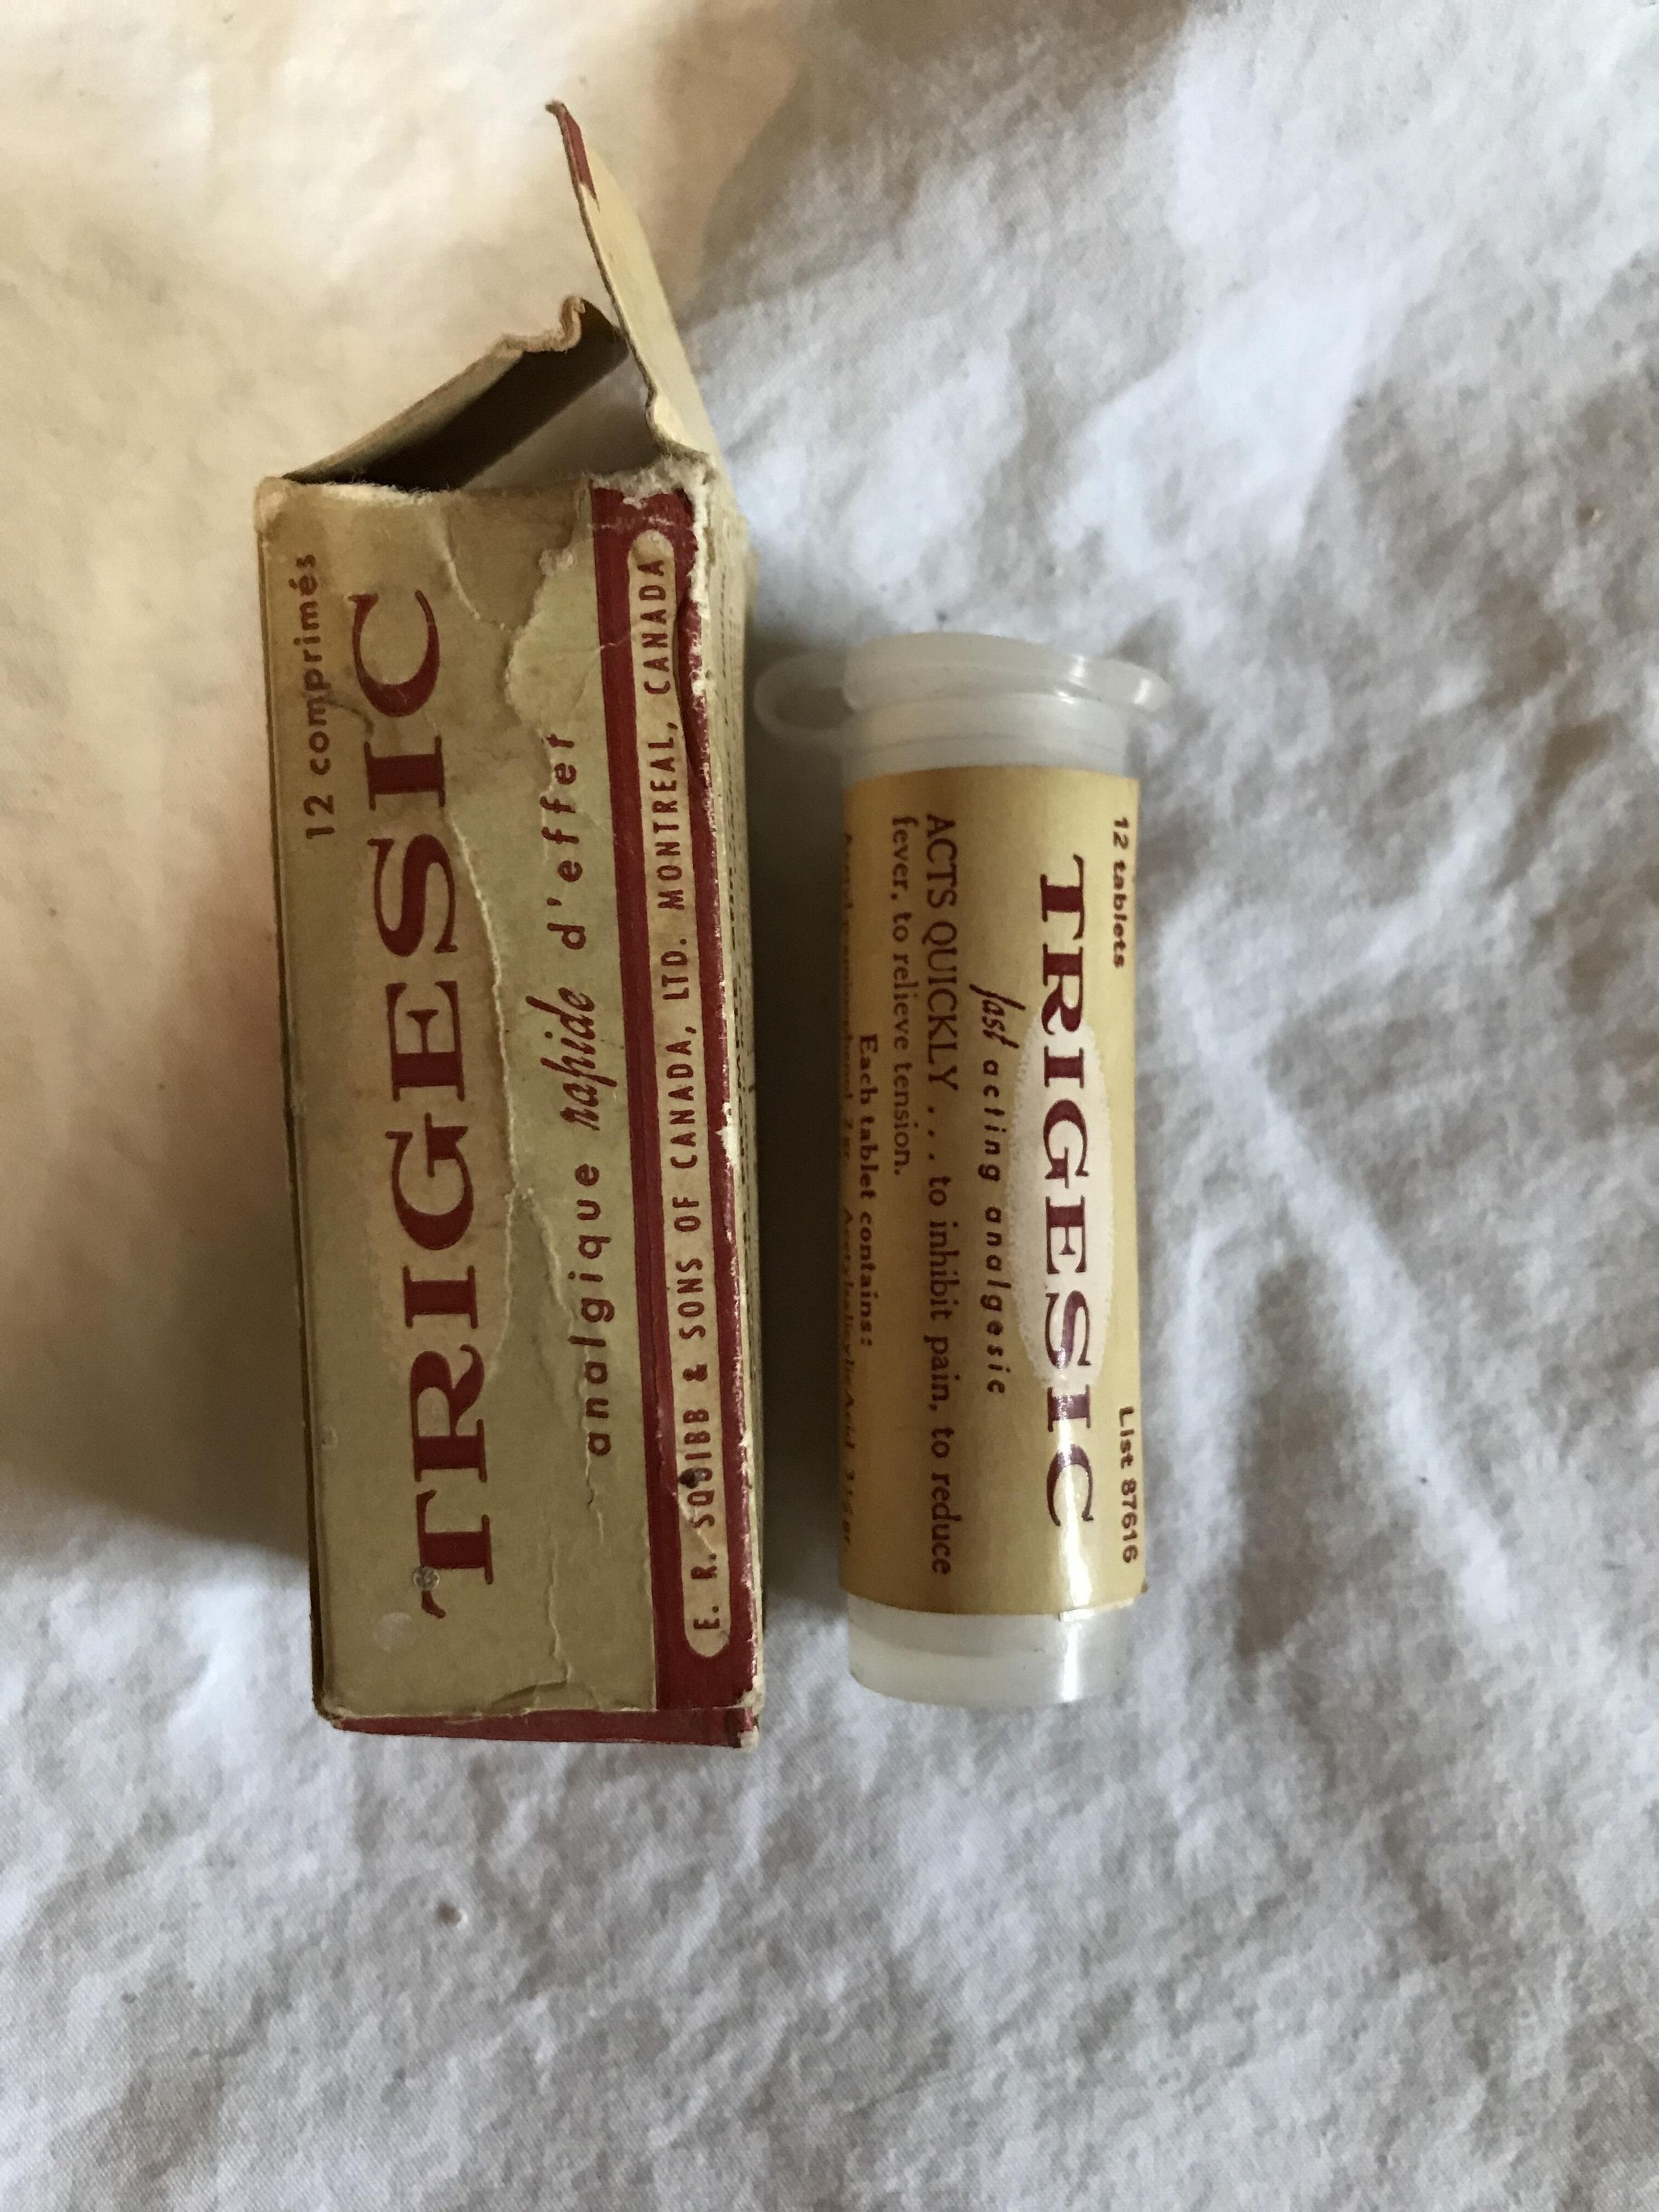 12 comprimés
TRIGESIC
analgique rapide d'effet
E. R. SQUIBB & SONS OF CANADA, LTD. MONTREAL, CANADA
12 tablets List 87616
TRIGESIC
fast acting analgesic
ACTS QUICKLY . . . to inhibit pain, to reduce
fever, to relieve tension.
Each tablet contains: